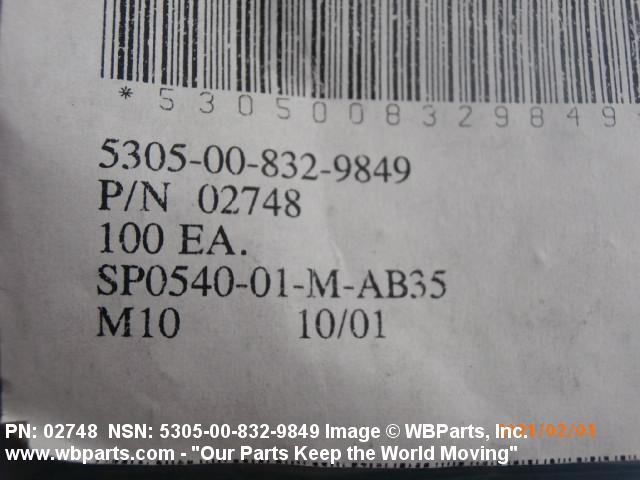 *5305008329849
5305-00-832-9849
P/N 02748
100 EA.
SP0540-01-M-AB35
M10 10/01
PN: 02748 NSN: 5305-00-832-9849 Image © WBParts, Inc.
www.wbparts.com - "Our Parts Keep the World Moving"